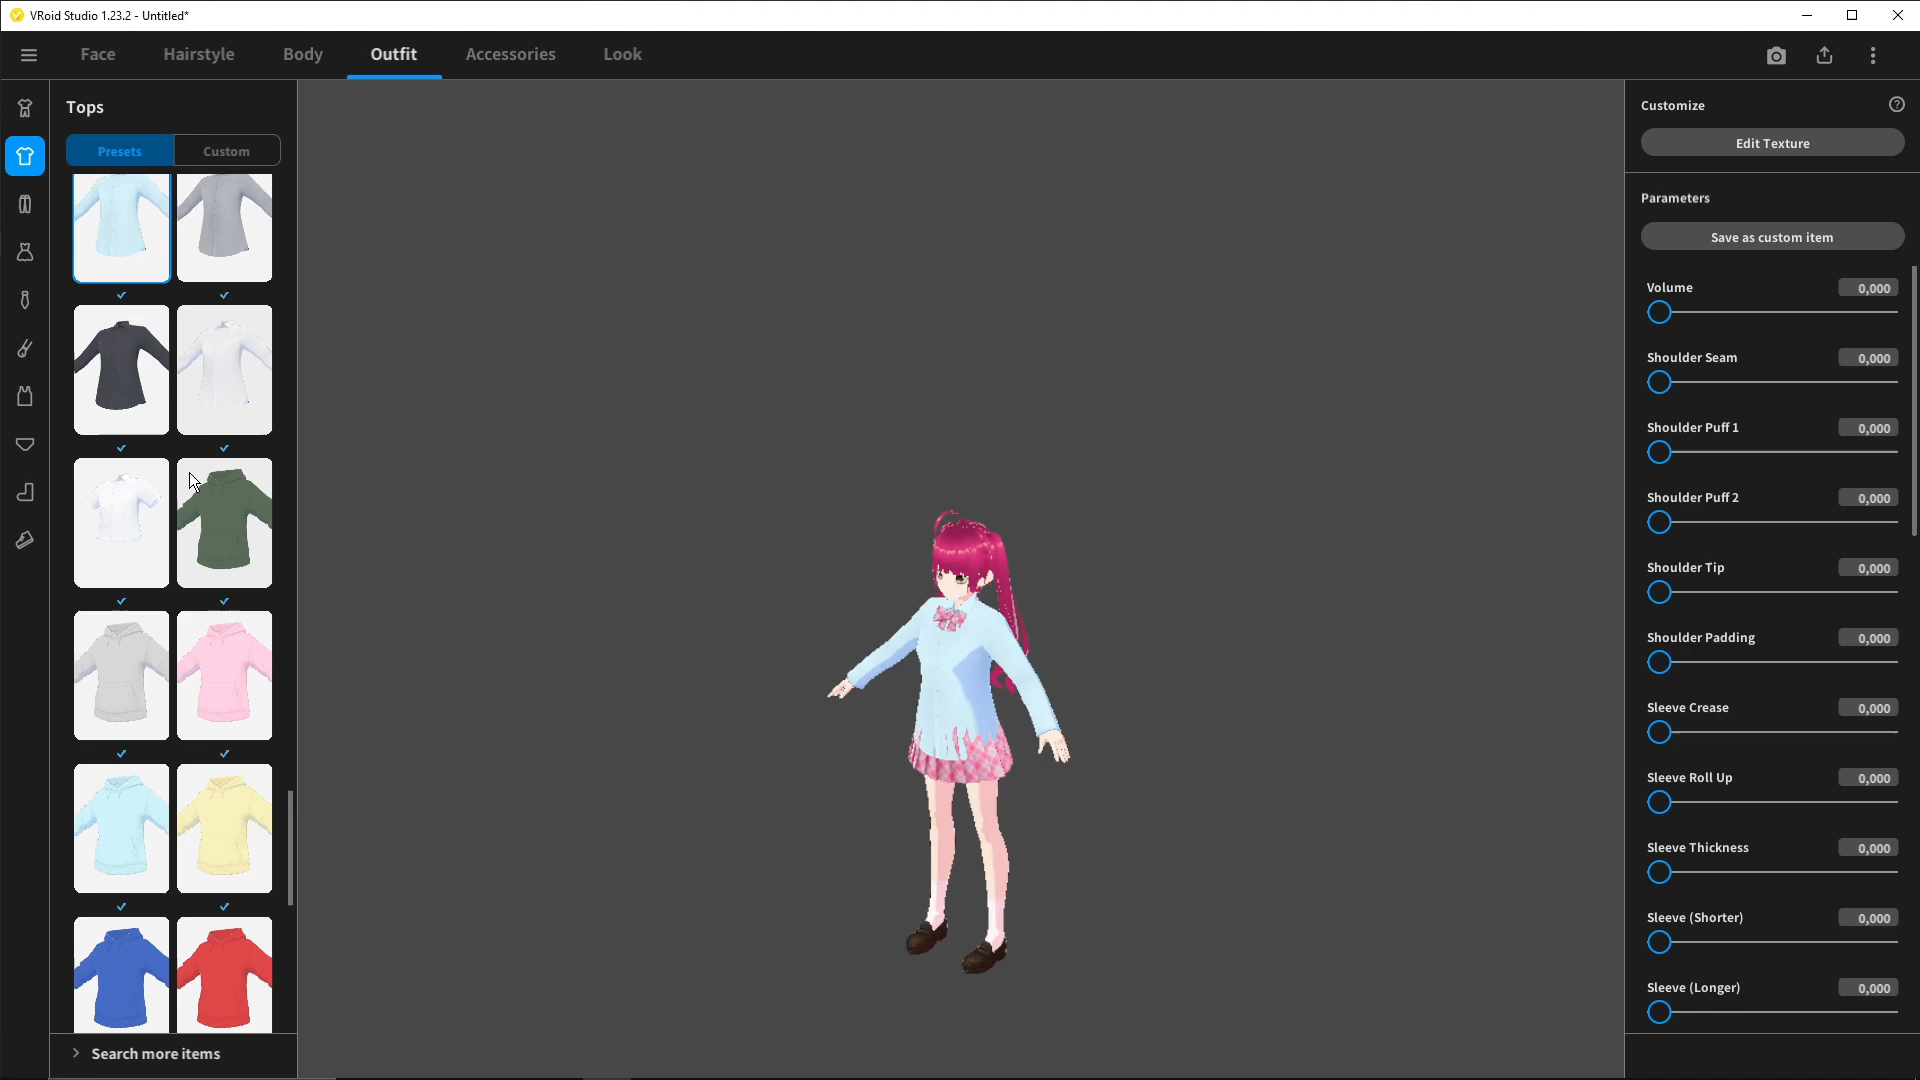 VRoid Studio 1.23.2 - Untitled*
Face Hairstyle Body Outfit Accessories Look
Tops
Presets Custom
Search more items
Customize
Edit Texture
Parameters
Save as custom item
Volume 0,000
Shoulder Seam 0,000
Shoulder Puff 1 0,000
Shoulder Puff 2 0,000
Shoulder Tip 0,000
Shoulder Padding 0,000
Sleeve Crease 0,000
Sleeve Roll Up 0,000
Sleeve Thickness 0,000
Sleeve (Shorter) 0,000
Sleeve (Longer) 0,000